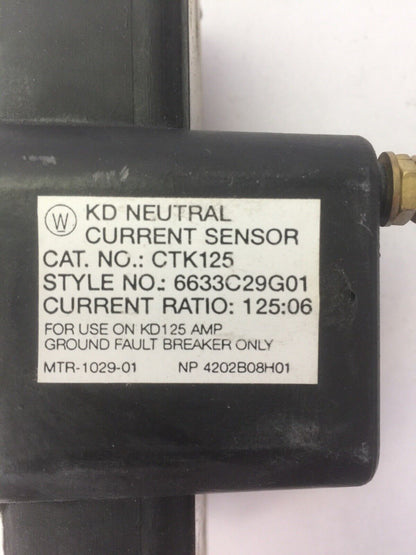 W KD NEUTRAL
CURRENT SENSOR
CAT. NO.: CTK125
STYLE NO.: 6633C29G01
CURRENT RATIO: 125:06
FOR USE ON KD125 AMP
GROUND FAULT BREAKER ONLY
MTR-1029-01 NP 4202B08H01